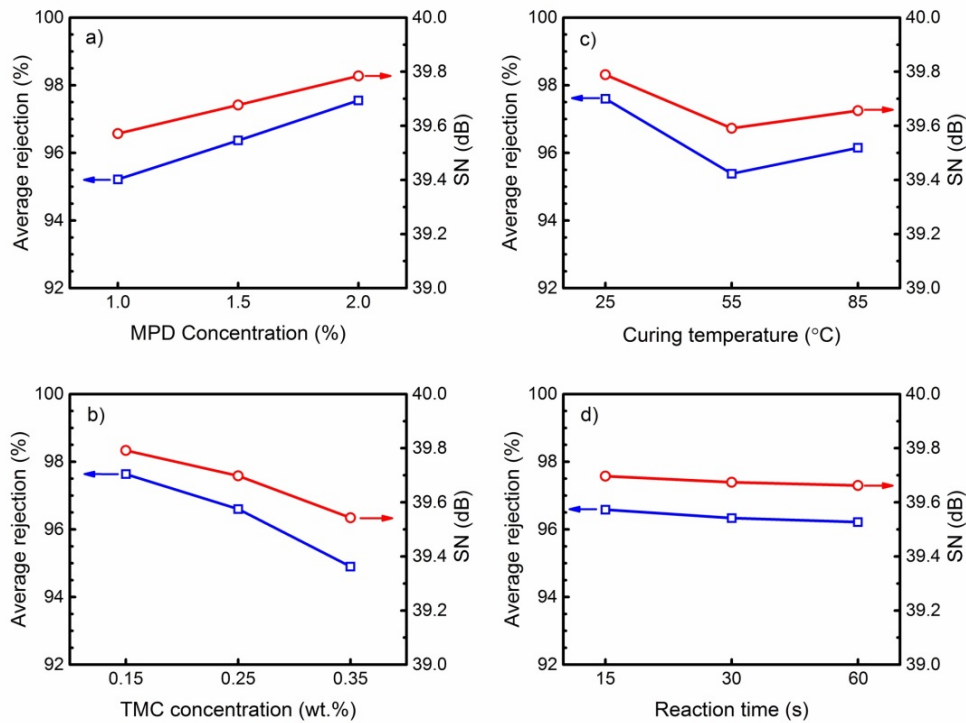 a)
Average rejection (%)
100
98
96
94
92
40.0
39.8
39.6
39.4
39.2
39.0
SN (dB)
1.0 1.5 2.0
MPD Concentration (%)
c)
Average rejection (%)
100
98
96
94
92
40.0
39.8
39.6
39.4
39.2
39.0
SN (dB)
25 55 85
Curing temperature (°C)
b)
Average rejection (%)
100
98
96
94
92
40.0
39.8
39.6
39.4
39.2
39.0
SN (dB)
0.15 0.25 0.35
TMC concentration (wt.%)
d)
Average rejection (%)
100
98
96
94
92
40.0
39.8
39.6
39.4
39.2
39.0
SN (dB)
15 30 60
Reaction time (s)